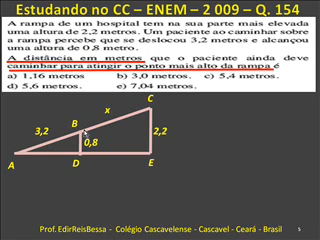 Estudando no CC – ENEM – 2 009 – Q. 154
A rampa de um hospital tem na sua parte mais elevada
uma altura de 2,2 metros. Um paciente ao caminhar sobre
a rampa percebe que se deslocou 3,2 metros e alcançou
uma altura de 0,8 metro.
A distância em metros que o paciente ainda deve
caminhar para atingir o ponto mais alto da rampa é
a) 1,16 metros b) 3,0 metros c) 5,4 metros
d) 5,6 metros e) 7,04 metros
C
x
B
3,2
2,2
0,8
A D E
Prof. EdirReisBessa - Colégio Cascavelense - Cascavel - Ceará - Brasil 5